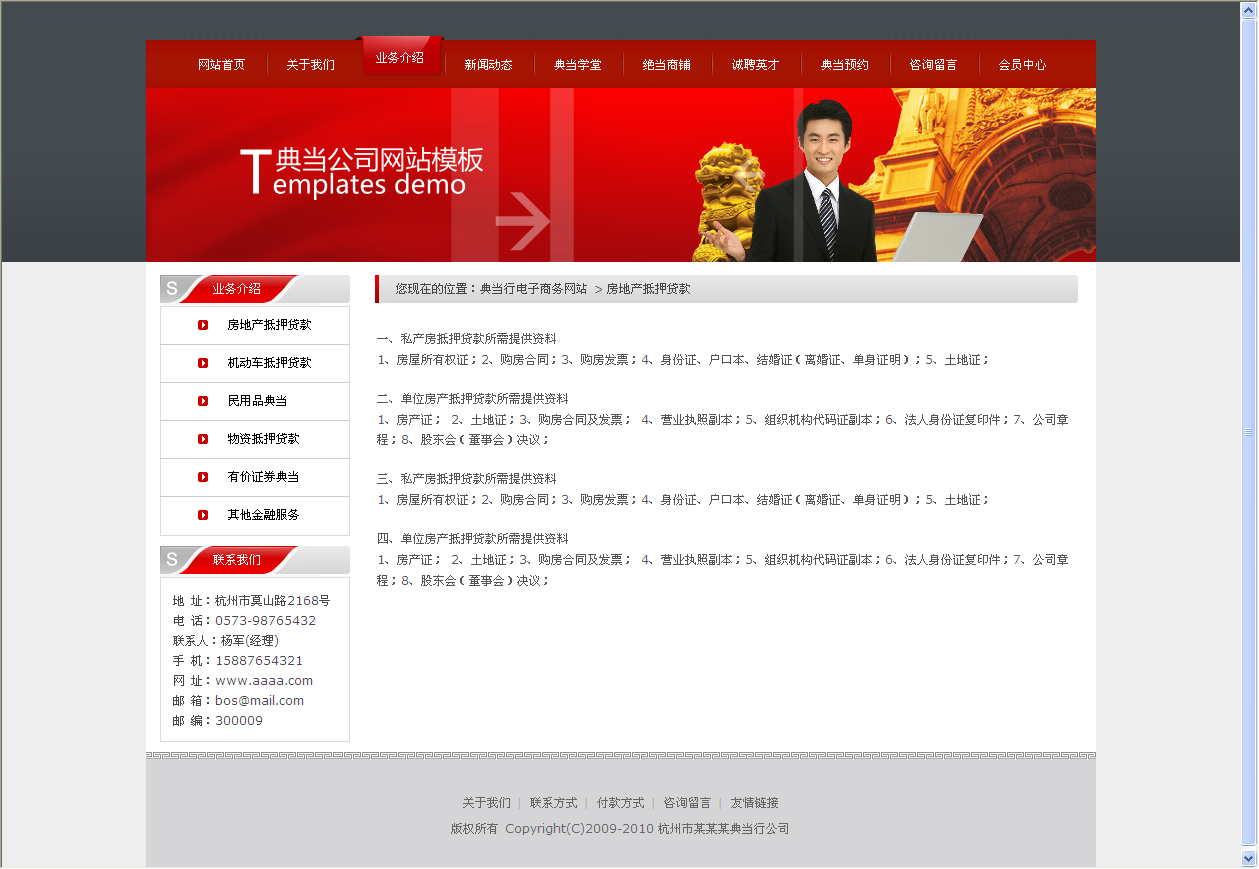 网站首页 关于我们 业务介绍 新闻动态 典当学堂 绝当商铺 诚聘英才 典当预约 咨询留言 会员中心
典当公司网站模板
Templates demo
S 业务介绍
房地产抵押贷款
机动车抵押贷款
民用品典当
物资抵押贷款
有价证券典当
其他金融服务
S 联系我们
地 址：杭州市莫山路2168号
电 话：0573-98765432
联系人：杨军(经理)
手 机：15887654321
网 址：www.aaaa.com
邮 箱：bos@mail.com
邮 编：300009
您现在的位置：典当行电子商务网站 > 房地产抵押贷款
一、私产房抵押贷款所需提供资料
1、房屋所有权证；2、购房合同；3、购房发票；4、身份证、户口本、结婚证（离婚证、单身证明）；5、土地证；
二、单位房产抵押贷款所需提供资料
1、房产证； 2、土地证；3、购房合同及发票； 4、营业执照副本；5、组织机构代码证副本；6、法人身份证复印件；7、公司章
程；8、股东会（董事会）决议；
三、私产房抵押贷款所需提供资料
1、房屋所有权证；2、购房合同；3、购房发票；4、身份证、户口本、结婚证（离婚证、单身证明）；5、土地证；
四、单位房产抵押贷款所需提供资料
1、房产证； 2、土地证；3、购房合同及发票； 4、营业执照副本；5、组织机构代码证副本；6、法人身份证复印件；7、公司章
程；8、股东会（董事会）决议；
关于我们 | 联系方式 | 付款方式 | 咨询留言 | 友情链接
版权所有 Copyright(C)2009-2010 杭州市某某某典当行公司